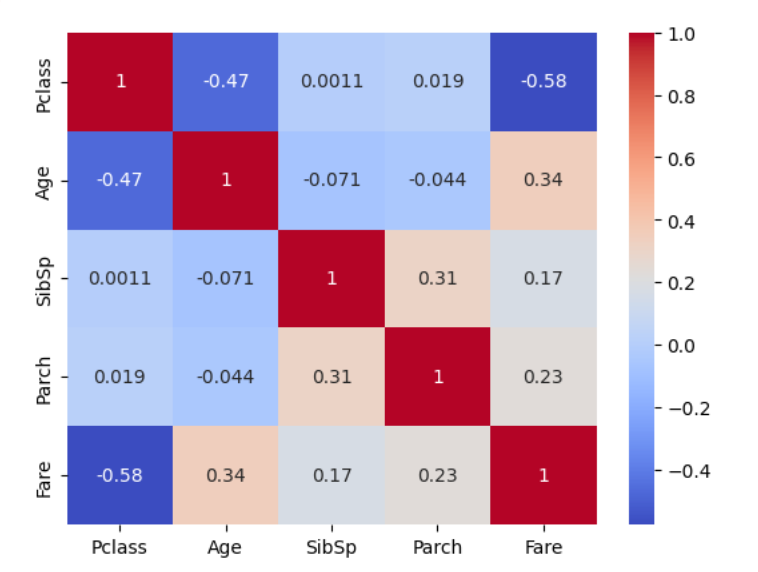 Pclass 1 -0.47 0.0011 0.019 -0.58
Age -0.47 1 -0.071 -0.044 0.34
SibSp 0.0011 -0.071 1 0.31 0.17
Parch 0.019 -0.044 0.31 1 0.23
Fare -0.58 0.34 0.17 0.23 1
Pclass Age SibSp Parch Fare
1.0
0.8
0.6
0.4
0.2
0.0
−0.2
−0.4